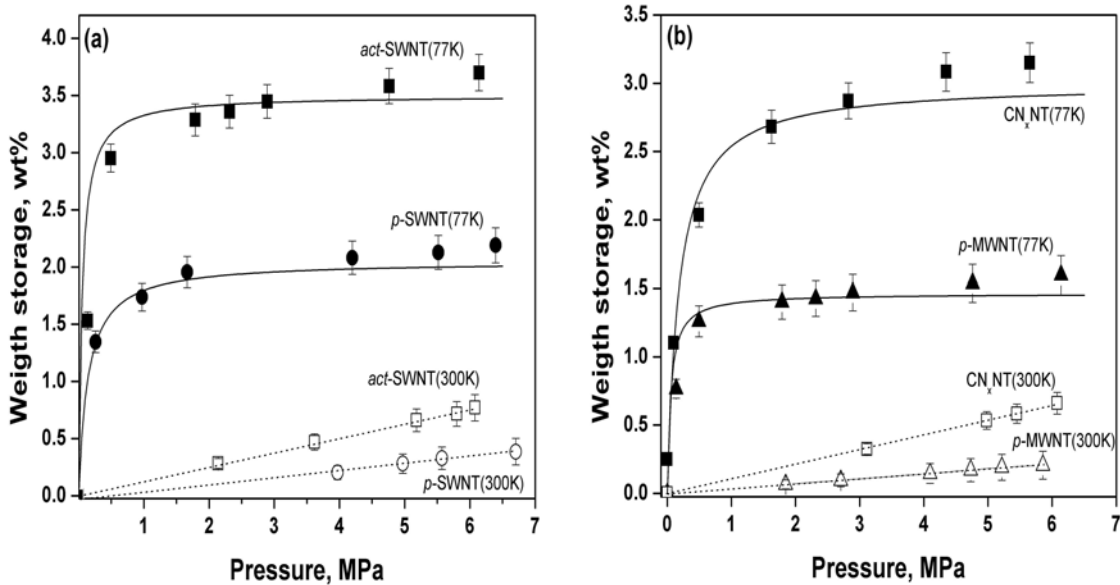 (a)
act-SWNT(77K)
p-SWNT(77K)
act-SWNT(300K)
p-SWNT(300K)
Weigth storage, wt%
4.0
3.5
3.0
2.5
2.0
1.5
1.0
0.5
0.0
1 2 3 4 5 6 7
Pressure, MPa
(b)
CNxNT(77K)
p-MWNT(77K)
CNxNT(300K)
p-MWNT(300K)
Weigth storage, wt%
3.5
3.0
2.5
2.0
1.5
1.0
0.5
0.0
0 1 2 3 4 5 6 7
Pressure, MPa